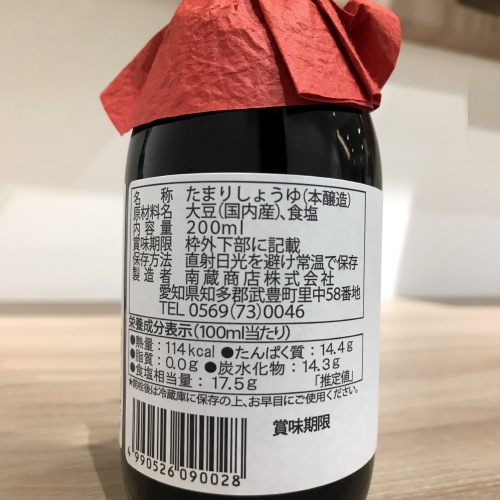 名　　称 たまりしょうゆ(本醸造)
原材料名 大豆(国内産)、食塩
内 容 量 200ml
賞味期限 枠外下部に記載
保存方法 直射日光を避け常温で保存
製 造 者 南蔵商店株式会社
愛知県知多郡武豊町里中58番地
TEL 0569(73)0046
栄養成分表示(100ml当たり)
●熱量：114kcal ●たんぱく質：14.4g
●脂質：0.0g ●炭水化物：14.3g
●食塩相当量：17.5g 「推定値」
※開栓後は冷蔵庫に保存の上、お早目にご使用ください。
賞味期限
4 990526 090028